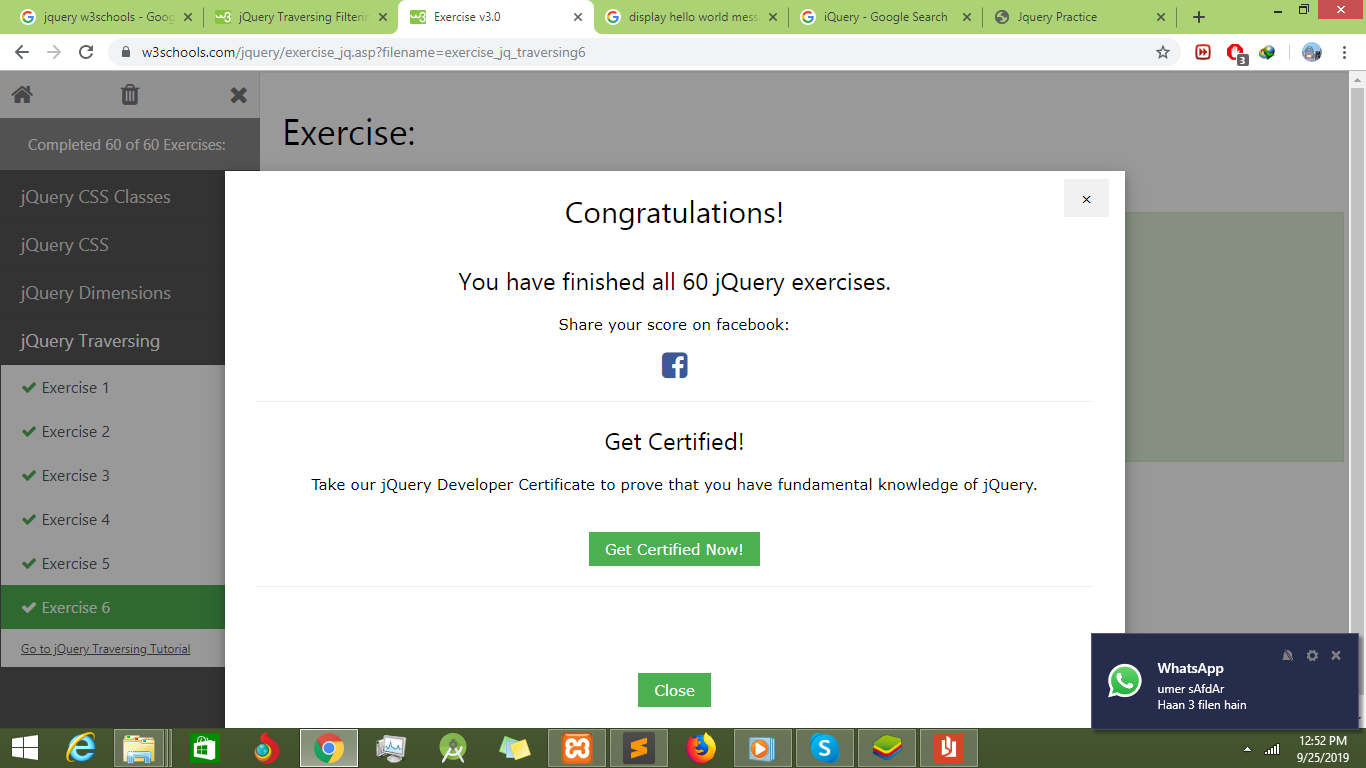 jquery w3schools - Goog
jQuery Traversing Filterin
Exercise v3.0
display hello world mess
jQuery - Google Search
Jquery Practice
w3schools.com/jquery/exercise_jq.asp?filename=exercise_jq_traversing6
3
Completed 60 of 60 Exercises:
jQuery CSS Classes
jQuery CSS
jQuery Dimensions
jQuery Traversing
Exercise 1
Exercise 2
Exercise 3
Exercise 4
Exercise 5
Exercise 6
Go to jQuery Traversing Tutorial
Exercise:
×
Congratulations!
You have finished all 60 jQuery exercises.
Share your score on facebook:
Get Certified!
Take our jQuery Developer Certificate to prove that you have fundamental knowledge of jQuery.
Get Certified Now!
Close
WhatsApp
umer sAfdAr
Haan 3 filen hain
12:52 PM
9/25/2019